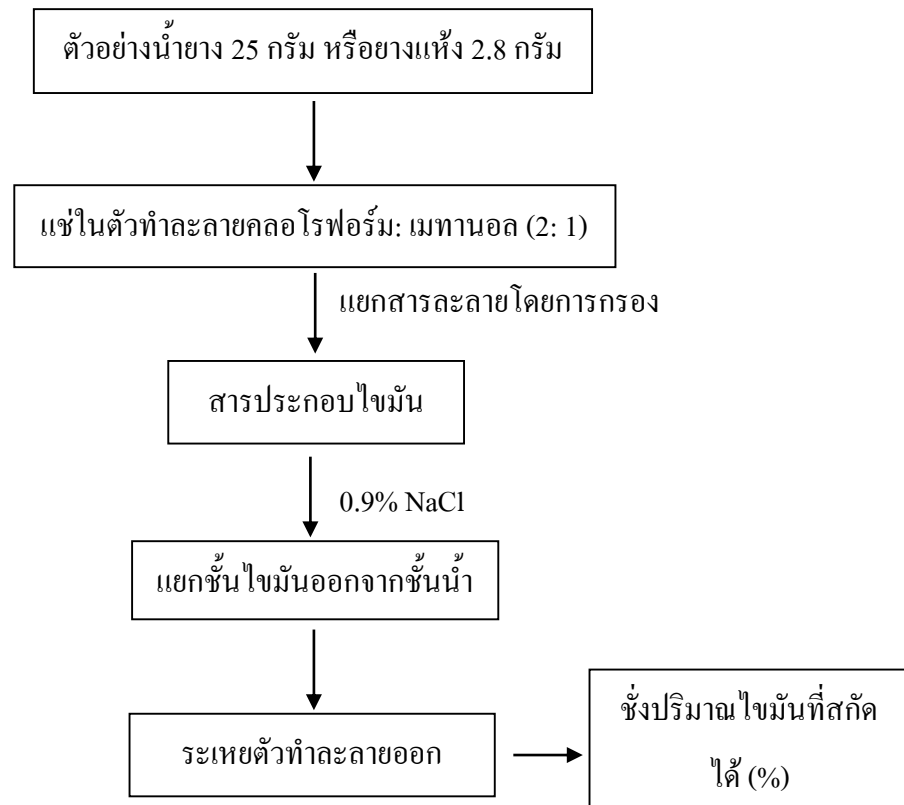 ตัวอย่างน้ำยาง 25 กรัม หรือยางแห้ง 2.8 กรัม
แช่ในตัวทำละลายคลอโรฟอร์ม: เมทานอล (2: 1)
แยกสารละลายโดยการกรอง
สารประกอบไขมัน
0.9% NaCl
แยกชั้นไขมันออกจากชั้นน้ำ
ระเหยตัวทำละลายออก
ชั่งปริมาณไขมันที่สกัด
ได้ (%)